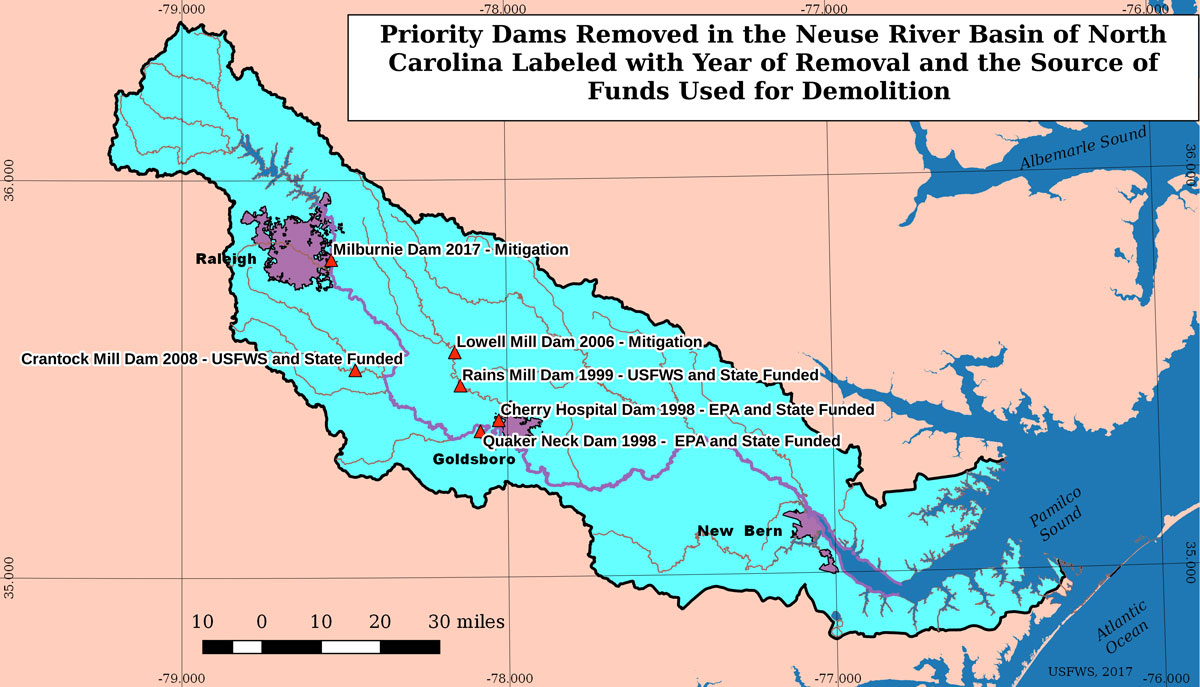 -79.000
-78.000
-77.000
-76.000
Priority Dams Removed in the Neuse River Basin of North
Carolina Labeled with Year of Removal and the Source of
Funds Used for Demolition
Albemarle Sound
36.000
36.000
Raleigh
Milburnie Dam 2017 - Mitigation
Lowell Mill Dam 2006 - Mitigation
Crantock Mill Dam 2008 - USFWS and State Funded
Rains Mill Dam 1999 - USFWS and State Funded
Cherry Hospital Dam 1998 - EPA and State Funded
Quaker Neck Dam 1998 -  EPA and State Funded
Goldsboro
Pamilco
Sound
New Bern
35.000
35.000
Atlantic
Ocean
10 0 10 20 30 miles
USFWS, 2017
-79.000
-78.000
-77.000
-76.000